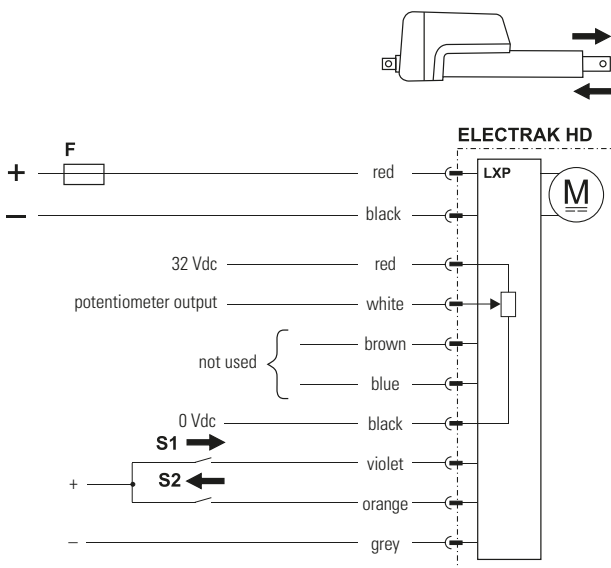 ELECTRAK HD
F
+ red LXP
M
– black
32 Vdc red
potentiometer output white
brown
not used
blue
0 Vdc black
S1
violet
+ S2
orange
– grey